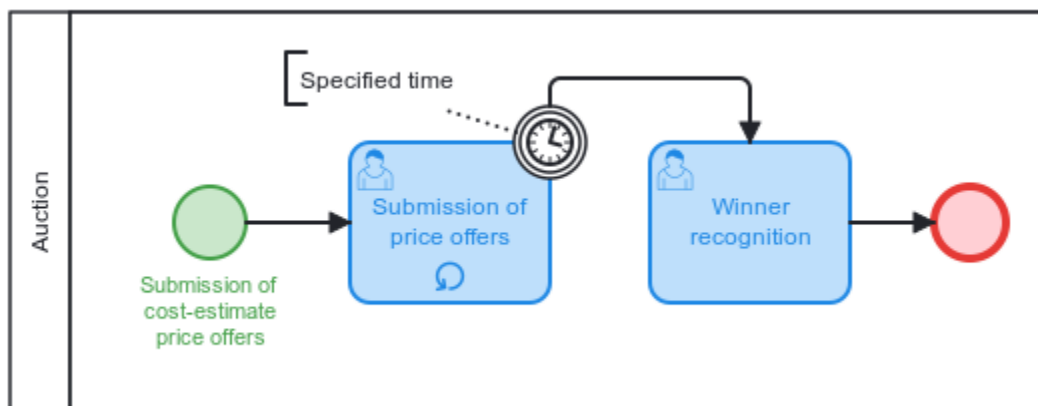 Auction
Specified time
Submission of
price offers
Winner
recognition
Submission of
cost-estimate
price offers